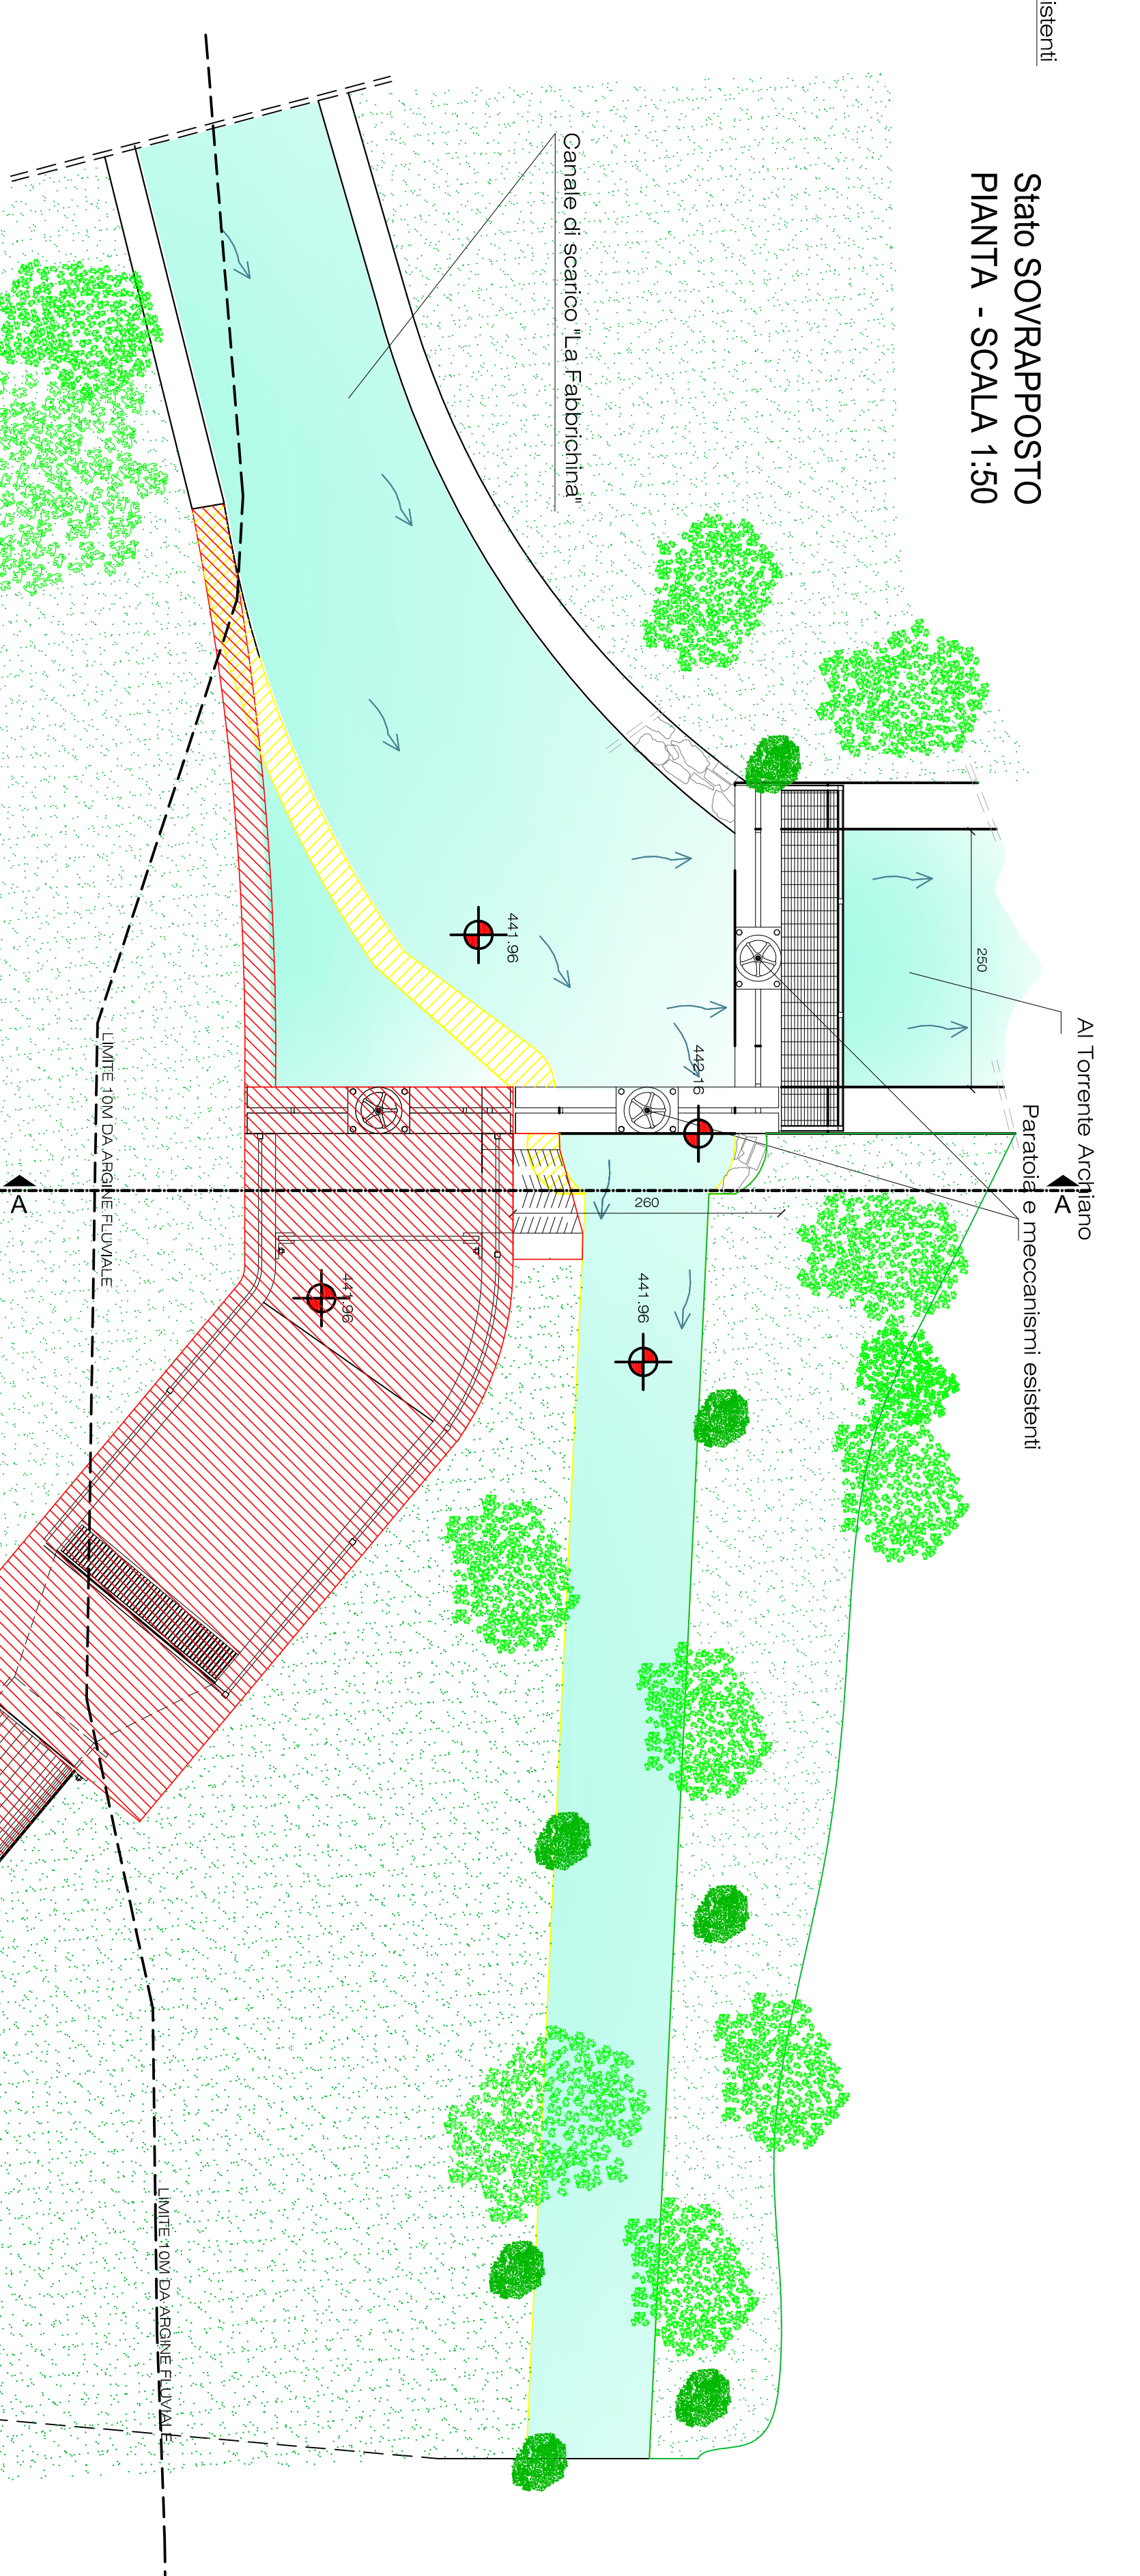 istenti
Stato SOVRAPPOSTO
PIANTA - SCALA 1:50
Canale di scarico "La Fabbrichina"
Al Torrente Archiano
Paratoia e meccanismi esistenti
250
441.96
442.16
260
441.96
441.96
A
A
LIMITE 10M DA ARGINE FLUVIALE
LIMITE 10M DA ARGINE FLUVIALE